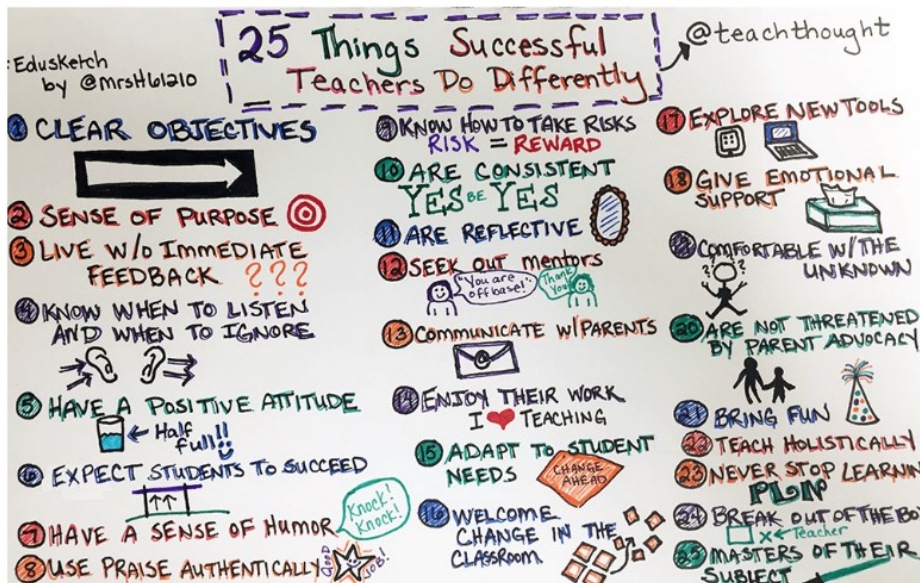 EduSketch
by @mrsH61210
25 Things Successful
Teachers Do Differently
@teachthought
1 CLEAR OBJECTIVES
2 SENSE OF PURPOSE
3 LIVE W/O Immediate
FEEDBACK ???
4 KNOW WHEN TO LISTEN
AND WHEN TO IGNORE
5 HAVE A POSITIVE ATTITUDE
Half
full!!
6 EXPECT STUDENTS TO SUCCEED
7 HAVE A SENSE OF HUMOR
Knock!
Knock!
8 USE PRAISE AUTHENTICALLY
GOOD JOB!
9 KNOW HOW TO TAKE RISKS
RISK = REWARD
10 ARE CONSISTENT
YES BE YES
11 ARE REFLECTIVE
12 SEEK OUT mentors
"You are
off base!"
Thank
You!
13 COMMUNICATE W/PARENTS
@
14 ENJOY THEIR WORK
I ❤ TEACHING
15 ADAPT TO STUDENT
NEEDS
CHANGE
AHEAD
16 WELCOME
CHANGE IN THE
CLASSROOM
17 EXPLORE NEW TOOLS
18 GIVE EMOTIONAL
SUPPORT
19 COMFORTABLE W/THE
UNKNOWN
? ?
20 ARE NOT THREATENED
BY PARENT ADVOCACY
21 BRING FUN
22 TEACH HOLISTICALLY
23 NEVER STOP LEARNIN
PLN
24 BREAK OUT OF THE BO
x ← Teacher
25 MASTERS OF THEIR
SUBJECT